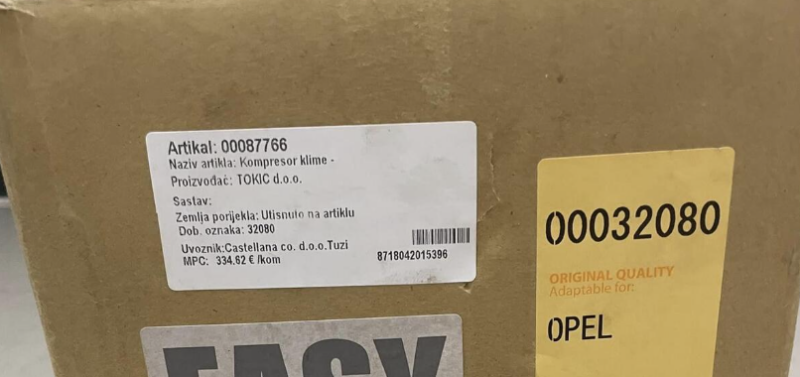 Artikal: 00087766
Naziv artikla: Kompresor klime -
Proizvođač: TOKIC d.o.o.
Sastav:
Zemlja porijekla: Utisnuto na artiklu
Dob. oznaka: 32080
Uvoznik:Castellana co. d.o.o.Tuzi
MPC: 334.62 € /kom
8718042015396
00032080
ORIGINAL QUALITY
Adaptable for:
OPEL
EASY